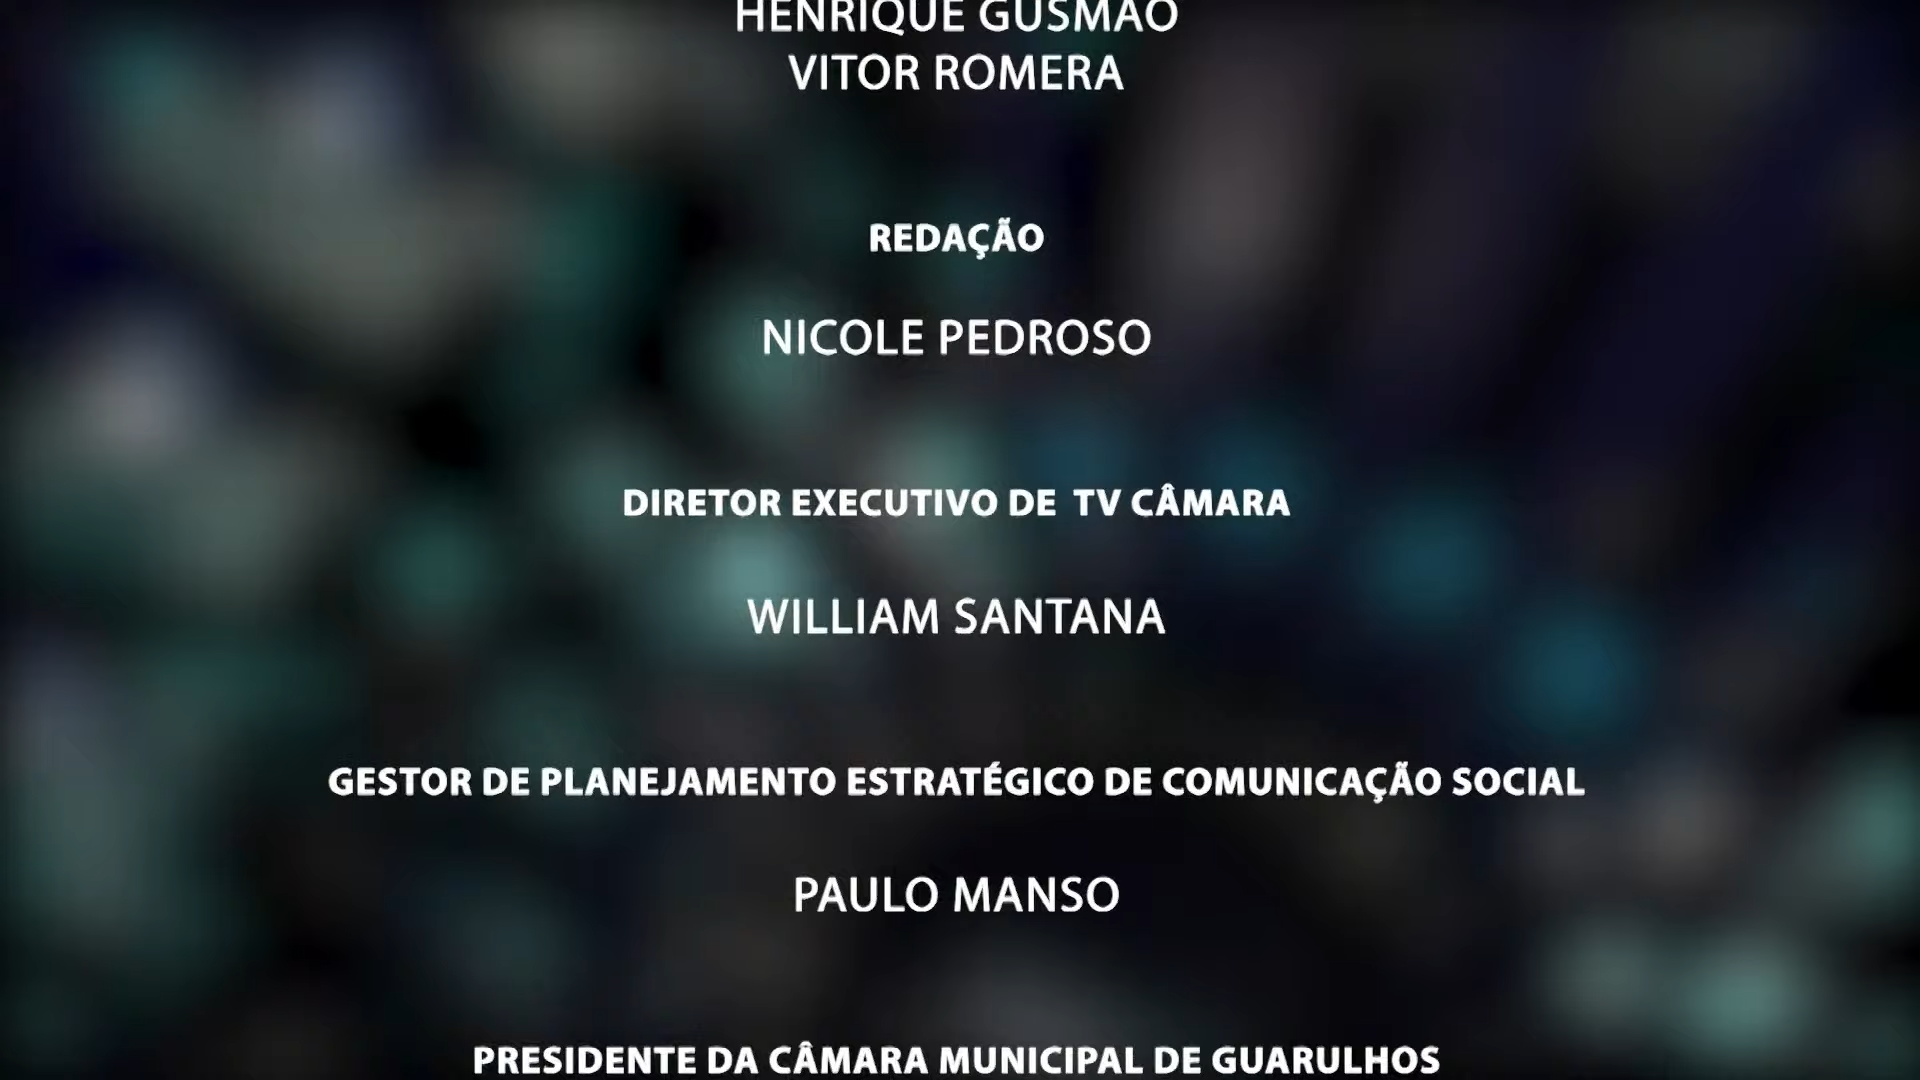 HENRIQUE GUSMÃO
VITOR ROMERA
REDAÇÃO
NICOLE PEDROSO
DIRETOR EXECUTIVO DE  TV CÂMARA
WILLIAM SANTANA
GESTOR DE PLANEJAMENTO ESTRATÉGICO DE COMUNICAÇÃO SOCIAL
PAULO MANSO
PRESIDENTE DA CÂMARA MUNICIPAL DE GUARULHOS